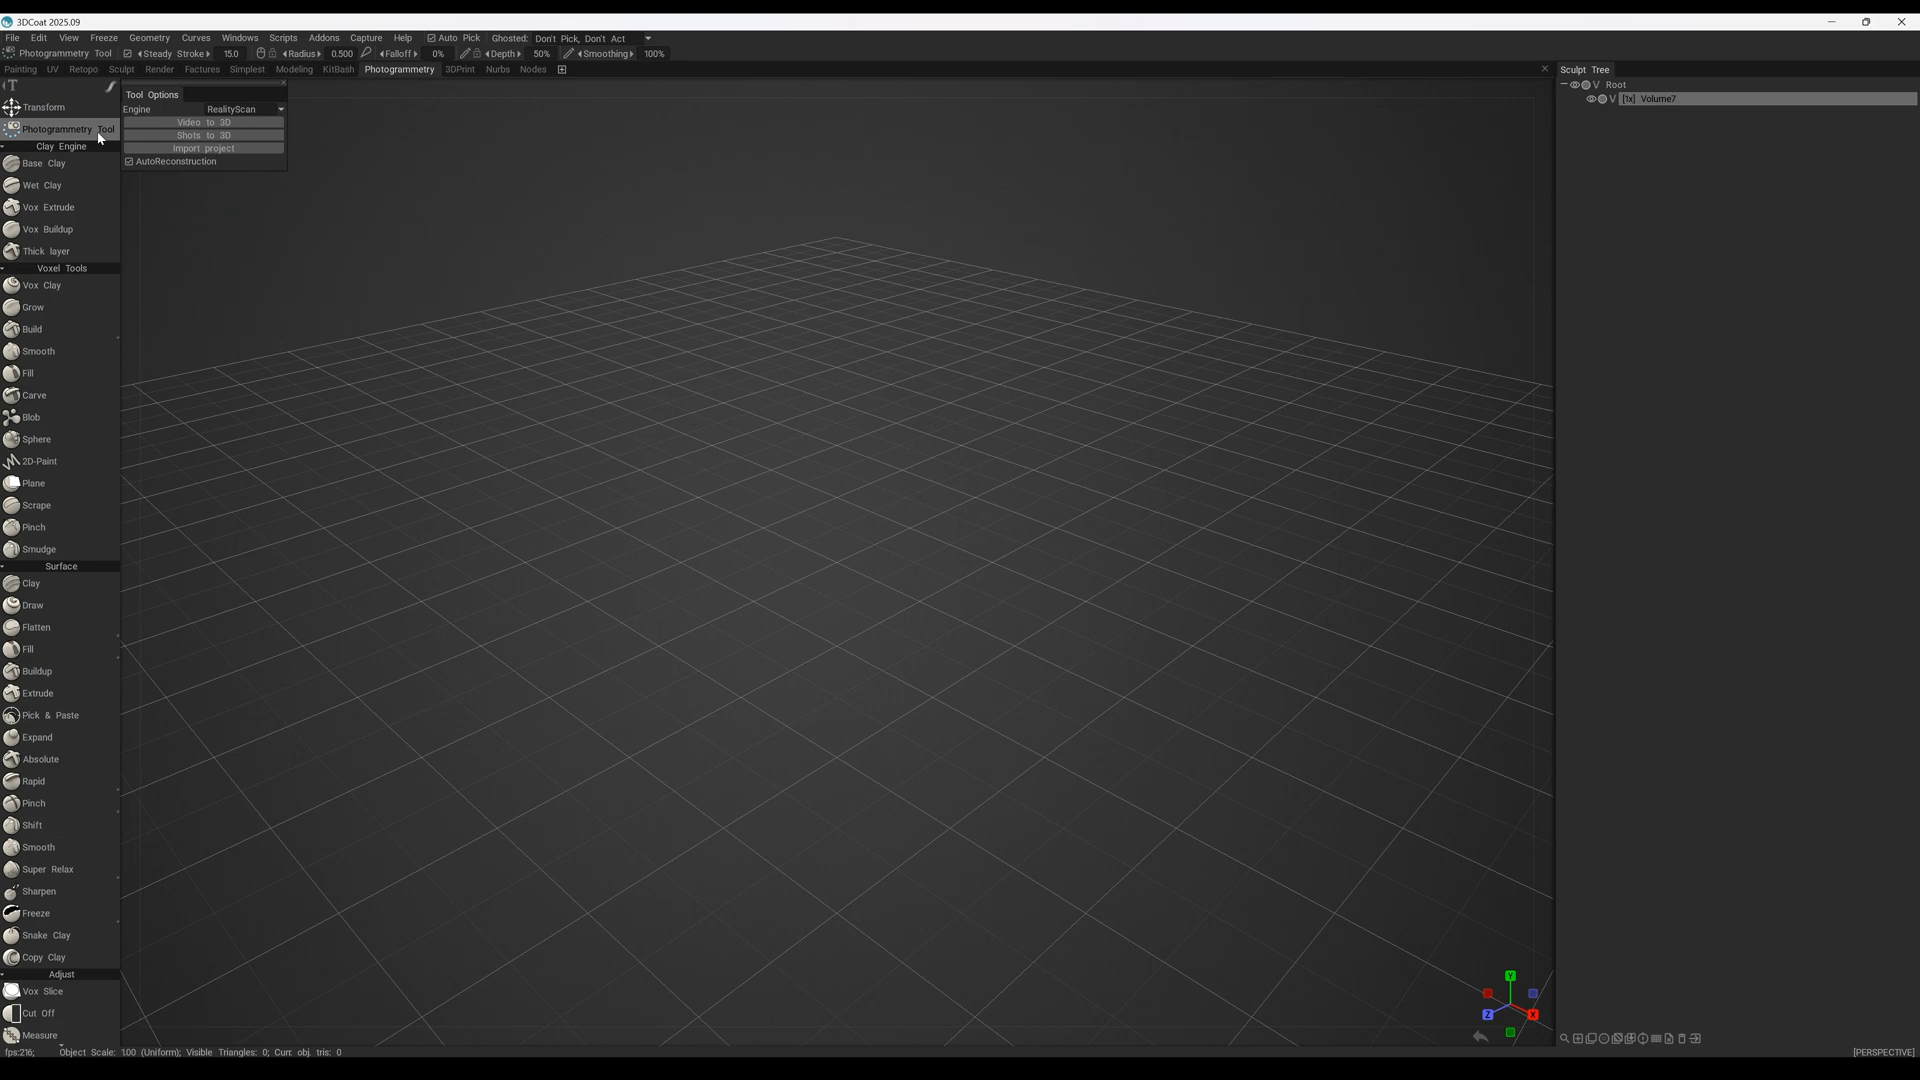 3DCoat 2025.09
File Edit View Freeze Geometry Curves Windows Scripts Addons Capture Help Auto Pick Ghosted: Don't Pick, Don't Act
Photogrammetry Tool Steady Stroke 15.0 Radius 0.500 Falloff 0% Depth 50% Smoothing 100%
Painting UV Retopo Sculpt Render Factures Simplest Modeling KitBash Photogrammetry 3DPrint Nurbs Nodes
Sculpt Tree
Root
V
[1x] Volume7
V
T
Tool Options
Engine RealityScan
Video to 3D
Shots to 3D
Import project
AutoReconstruction
Transform
Photogrammetry Tool
Clay Engine
Base Clay
Wet Clay
Vox Extrude
Vox Buildup
Thick layer
Voxel Tools
Vox Clay
Grow
Build
Smooth
Fill
Carve
Blob
Sphere
2D-Paint
Plane
Scrape
Pinch
Smudge
Surface
Clay
Draw
Flatten
Fill
Buildup
Extrude
Pick & Paste
Expand
Absolute
Rapid
Pinch
Shift
Smooth
Super Relax
Sharpen
Freeze
Snake Clay
Copy Clay
Adjust
Vox Slice
Cut Off
Measure
Y
Z
X
fps:216; Object Scale: 1.00 (Uniform); Visible Triangles: 0; Curr. obj. tris: 0
[PERSPECTIVE]